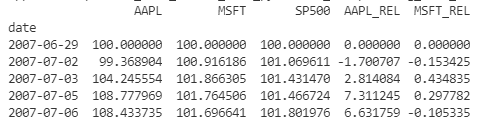 AAPL MSFT SP500 AAPL_REL MSFT_REL
date
2007-06-29 100.000000 100.000000 100.000000 0.000000 0.000000
2007-07-02 99.368904 100.916186 101.069611 -1.700707 -0.153425
2007-07-03 104.245554 101.866305 101.431470 2.814084 0.434835
2007-07-05 108.777969 101.764506 101.466724 7.311245 0.297782
2007-07-06 108.433735 101.696641 101.801976 6.631759 -0.105335